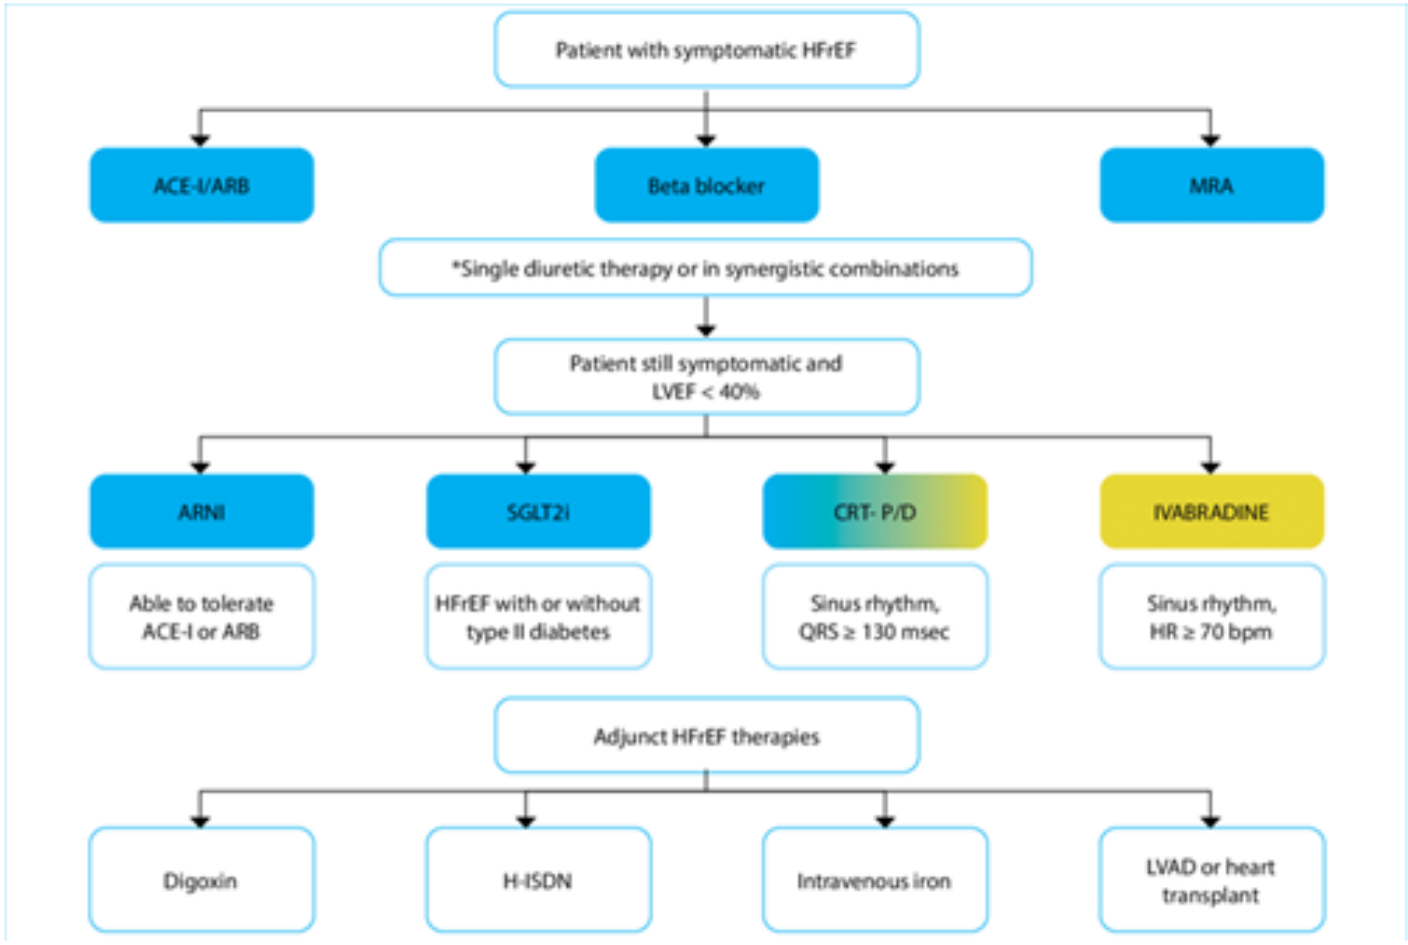 Patient with symptomatic HFrEF
ACE-I/ARB
Beta blocker
MRA
*Single diuretic therapy or in synergistic combinations
Patient still symptomatic and
LVEF < 40%
ARNI
SGLT2i
CRT- P/D
IVABRADINE
Able to tolerate
ACE-I or ARB
HFrEF with or without
type II diabetes
Sinus rhythm,
QRS ≥ 130 msec
Sinus rhythm,
HR ≥ 70 bpm
Adjunct HFrEF therapies
Digoxin
H-ISDN
Intravenous iron
LVAD or heart
transplant